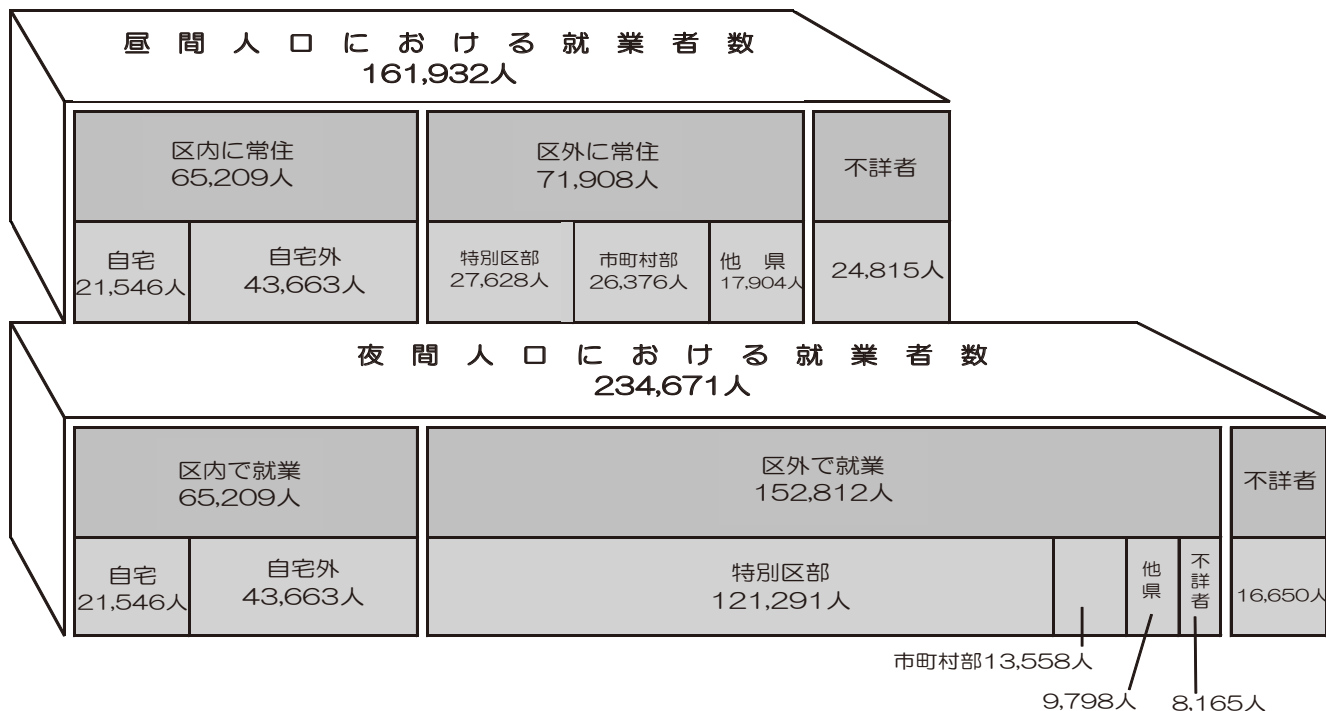 昼間人口における就業者数
161,932人
区内に常住
65,209人
区外に常住
71,908人
不詳者
自宅
21,546人
自宅外
43,663人
特別区部
27,628人
市町村部
26,376人
他県
17,904人
24,815人
夜間人口における就業者数
234,671人
区内で就業
65,209人
区外で就業
152,812人
不詳者
自宅
21,546人
自宅外
43,663人
特別区部
121,291人
他県
不詳者
16,650人
市町村部13,558人
9,798人
8,165人